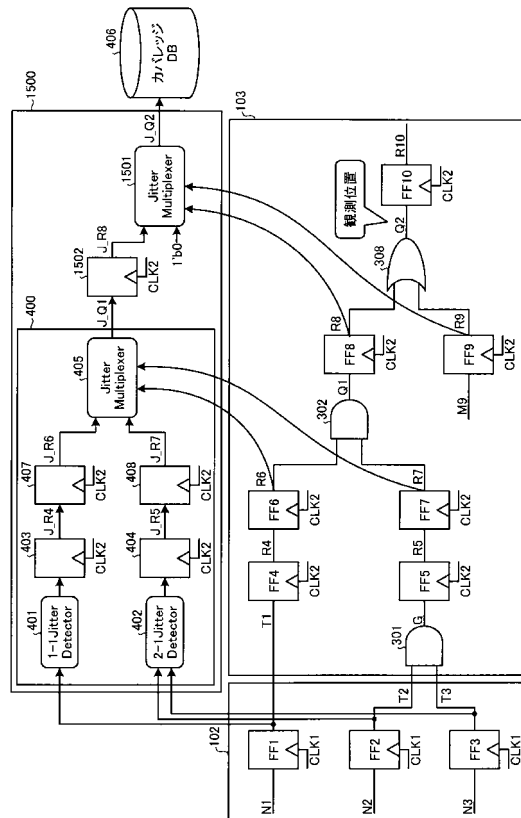 1500
400
401
1-1Jitter
Detector
403
CLK2
J_R4
407
CLK2
J_R6
402
2-1Jitter
Detector
404
CLK2
J_R5
408
CLK2
J_R7
405
Jitter
Multiplexer
J_Q1
1502
CLK2
J_R8
1'b0
1501
Jitter
Multiplexer
J_Q2
406
カバレッジ
DB
102
N1
FF1
CLK1
N2
FF2
CLK1
N3
FF3
CLK1
103
T1
T2
T3
301
G
FF4
CLK2
R4
FF6
CLK2
R6
FF5
CLK2
R5
FF7
CLK2
R7
302
Q1
FF8
CLK2
R8
M9
FF9
CLK2
R9
308
Q2
観測位置
FF10
CLK2
R10